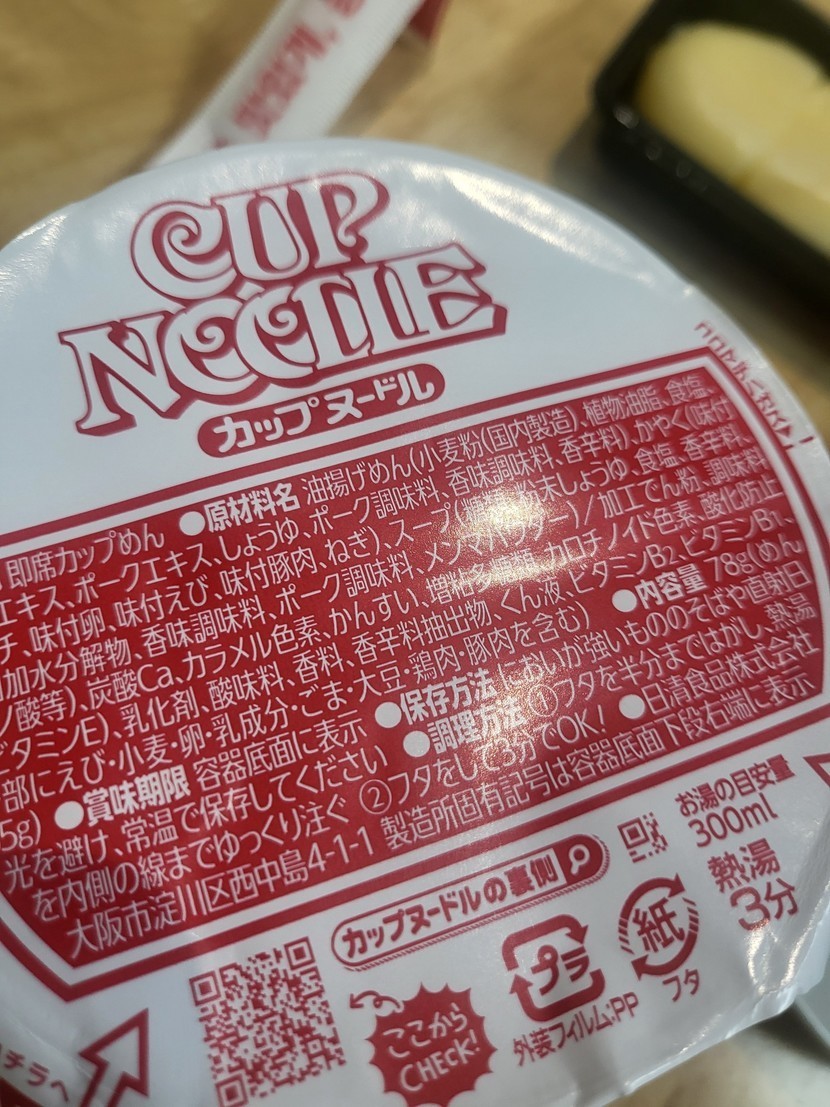 CUP
NOODLE
カップヌードル
即席カップめん ●原材料名 油揚げめん(小麦粉(国内製造)、植物油脂、食塩、
エキス、ポークエキス、しょうゆ、ポーク調味料、香味調味料、香辛料)、かやく(味付
チ、味付卵、味付えび、味付豚肉、ねぎ)、スープ( 粉末しょうゆ、食塩、香辛料、
加水分解物、香味調味料、ポーク調味料、メンマパウダー)/加工でん粉、調味料
ノ酸等)、炭酸Ca、カラメル色素、かんすい、増粘多糖類、カロチノイド色素、酸化防止
ビタミンE)、乳化剤、酸味料、香料、香辛料抽出物、くん液、ビタミンB2、ビタミンB1、
部にえび・小麦・卵・乳成分・ごま・大豆・鶏肉・豚肉を含む) ●内容量 78g(めん
5g) ●賞味期限 容器底面に表示 ●保存方法 においが強いもののそばや直射日
光を避け、常温で保存してください ●調理方法 ①フタを半分まではがし、熱湯
を内側の線までゆっくり注ぐ ②フタをして3分でOK! ●日清食品株式会社
大阪市淀川区西中島4-1-1 製造所固有記号は容器底面下段右端に表示
カップヌードルの裏側
お湯の目安量
300ml
熱湯
3分
ここから
CHECK!
プラ
外装フィルム:PP
紙
フタ
チラへ